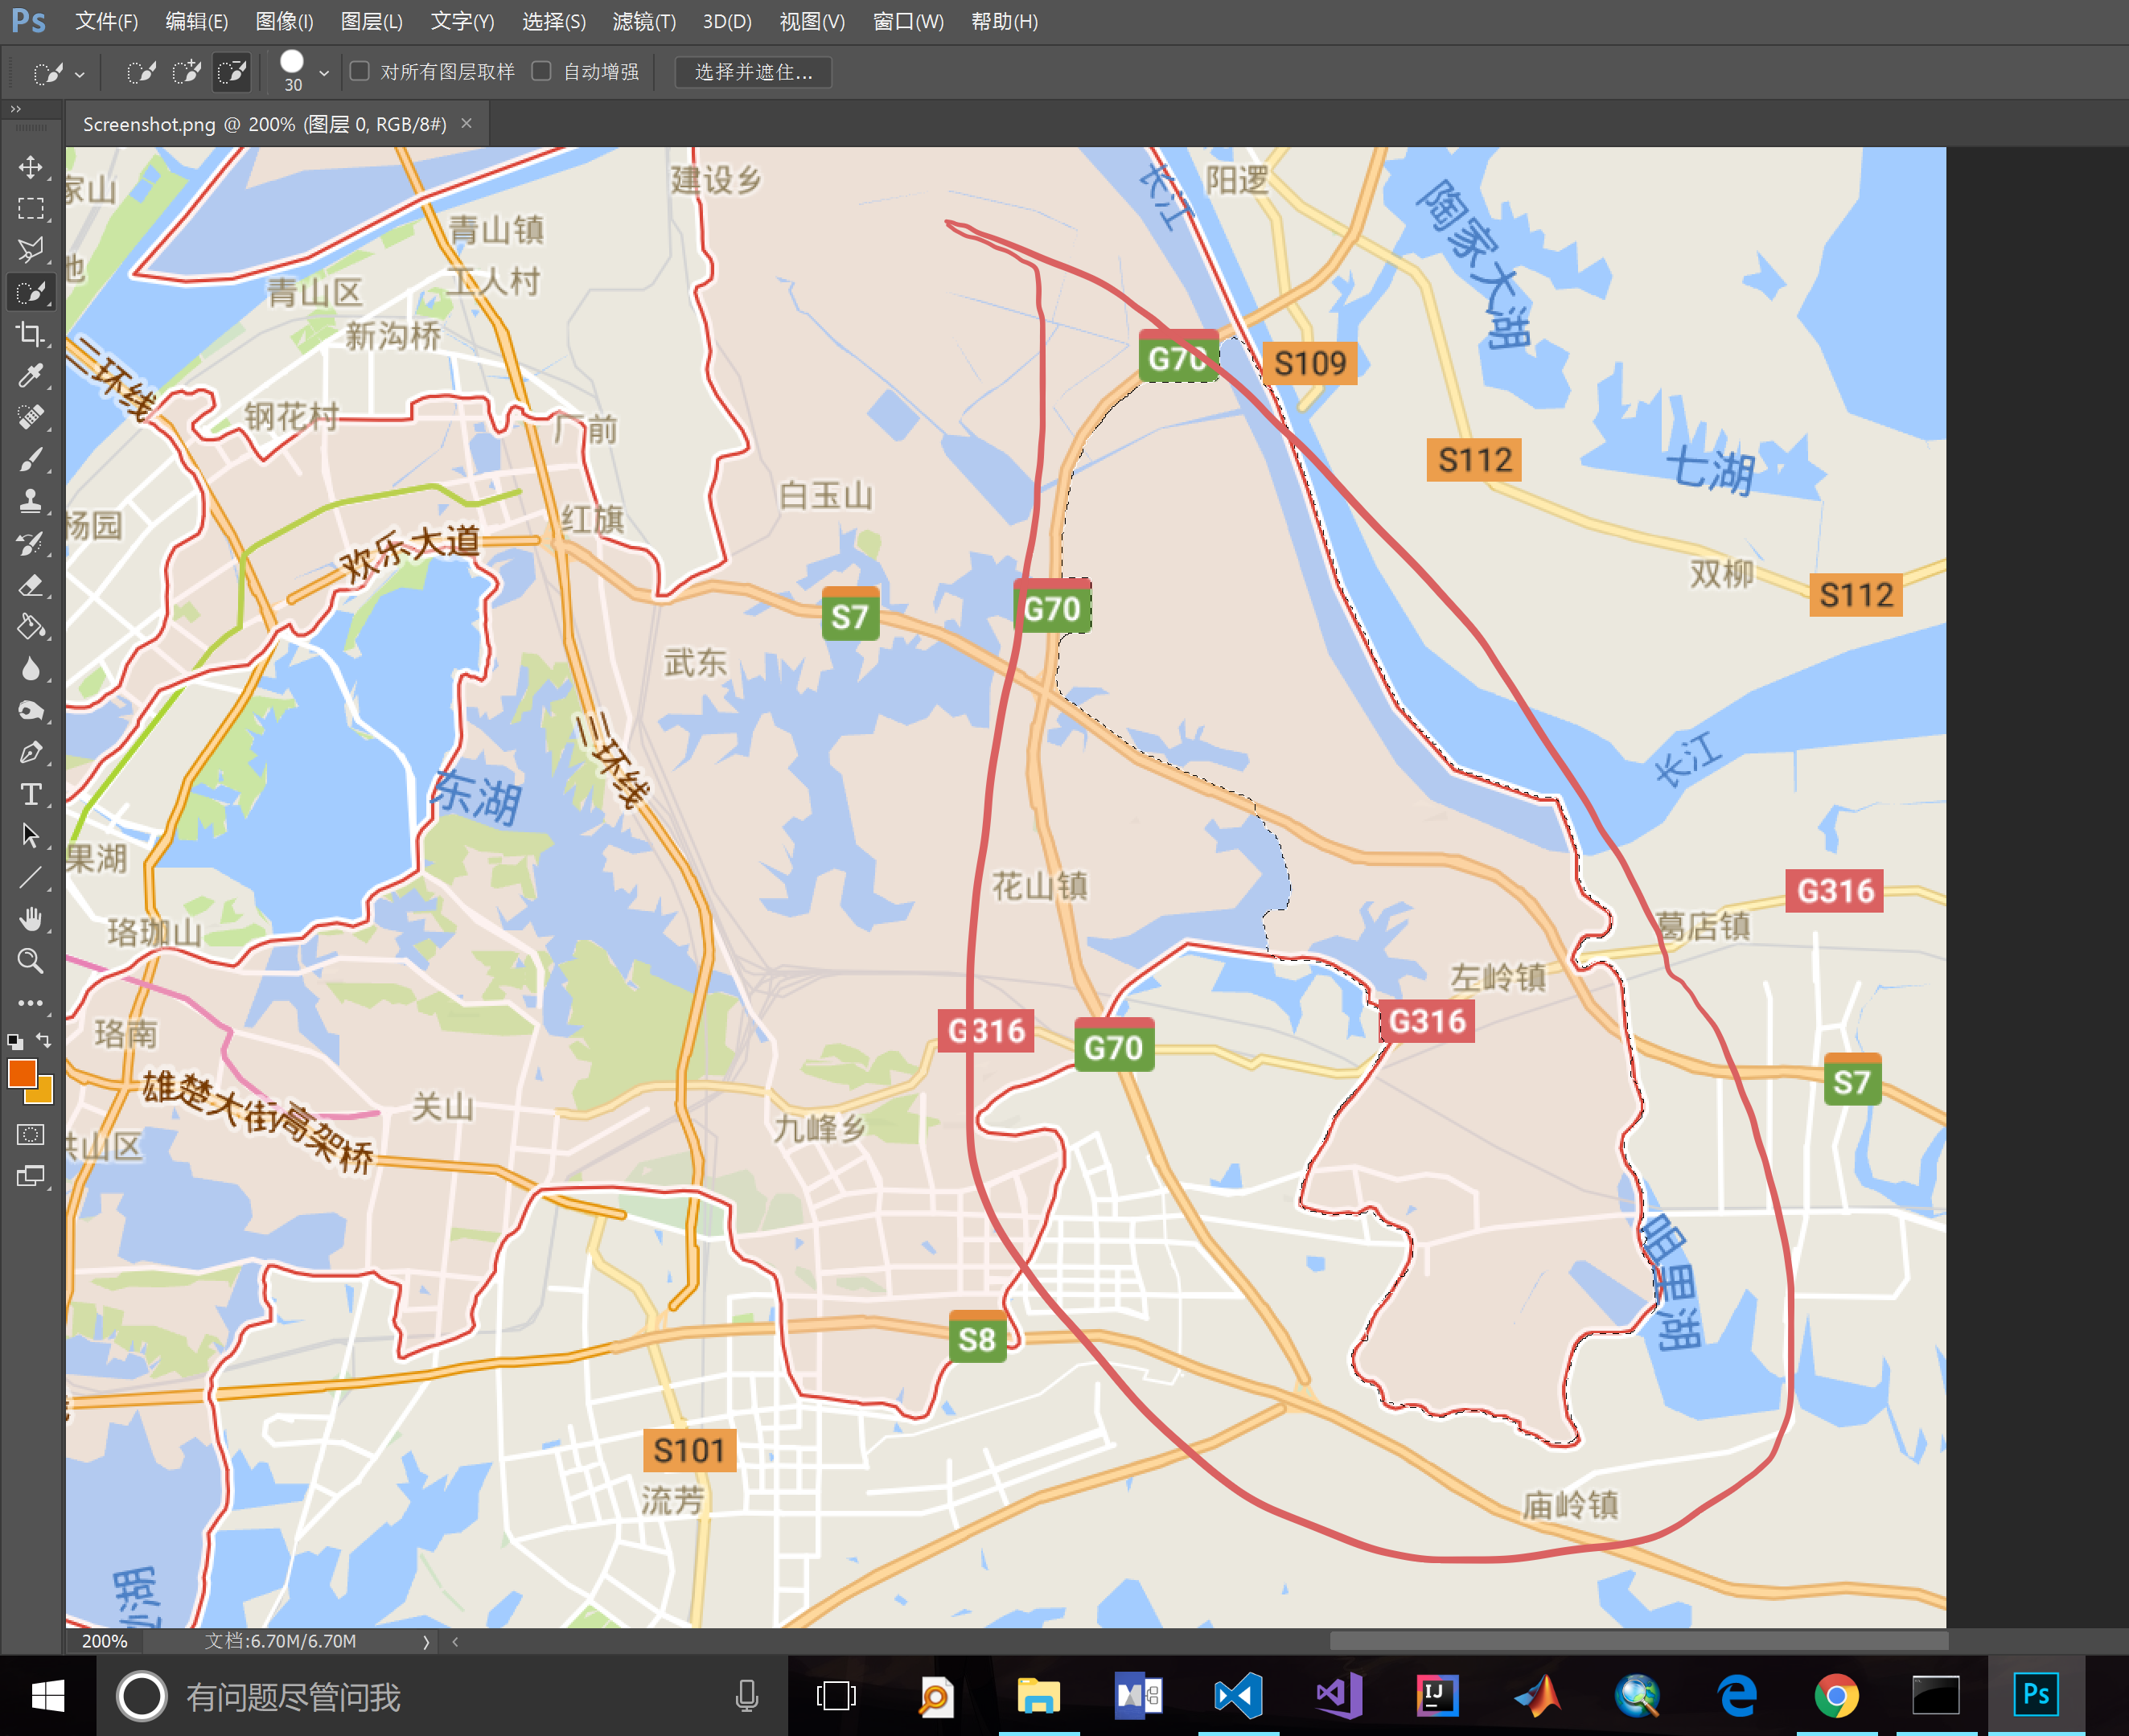 Ps 文件(F) 编辑(E) 图像(I) 图层(L) 文字(Y) 选择(S) 滤镜(T) 3D(D) 视图(V) 窗口(W) 帮助(H)
30
对所有图层取样 自动增强 选择并遮住...
Screenshot.png @ 200% (图层 0, RGB/8#) ×
家山
建设乡
长江
阳逻
陶家大湖
青山镇
工人村
青山区
新沟桥
三环线
钢花村
厂前
G70
S109
S112
七湖
白玉山
红旗
杨园
欢乐大道
双柳
S112
S7
G70
武东
三环线
东湖
长江
果湖
花山镇
G316
葛店镇
珞珈山
左岭镇
珞南
G316
G70
G316
S7
雄楚大街高架桥
关山
九峰乡
洪山区
咀里湖
S8
S101
流芳
庙岭镇
200% 文档:6.70M/6.70M
有问题尽管问我
IJ
Ps